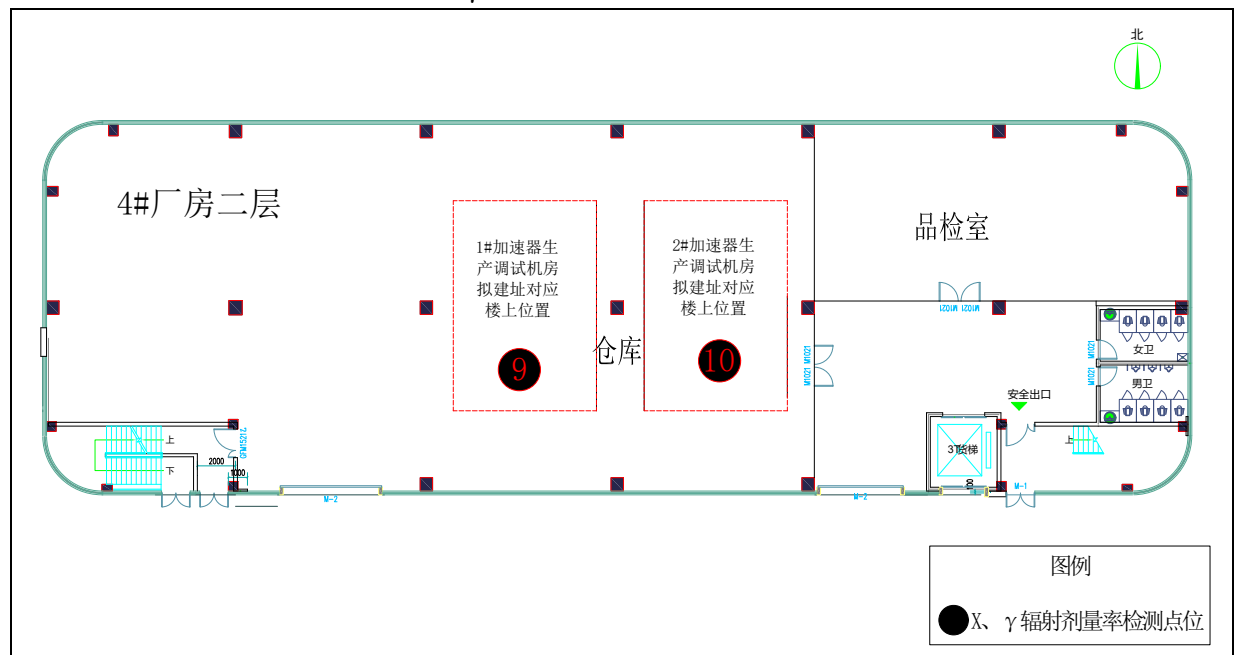 北
4#厂房二层
1#加速器生
产调试机房
拟建址对应
楼上位置
9
2#加速器生
产调试机房
拟建址对应
楼上位置
10
仓库
品检室
M1021 M1021
M1021 M1021
女卫
M1021
男卫
M1021
安全出口
上
3T货梯
100
上
下
2000
1000
M-2
M-2
M-1
图例
X、γ辐射剂量率检测点位